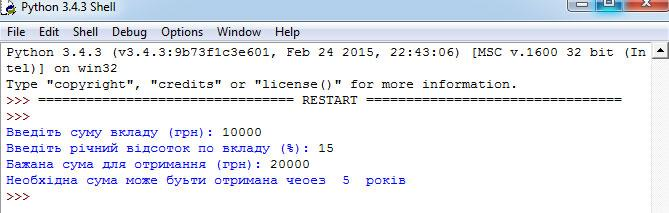 Python 3.4.3 Shell
File Edit Shell Debug Options Window Help
Python 3.4.3 (v3.4.3:9b73f1c3e601, Feb 24 2015, 22:43:06) [MSC v.1600 32 bit (In
tel)] on win32
Type "copyright", "credits" or "license()" for more information.
>>> ================================ RESTART ================================
>>>
Введіть суму вкладу (грн): 10000
Введіть річний відсоток по вкладу (%): 15
Бажана сума для отримання (грн): 20000
Необхідна сума може буьти отримана чеоез  5  років
>>>